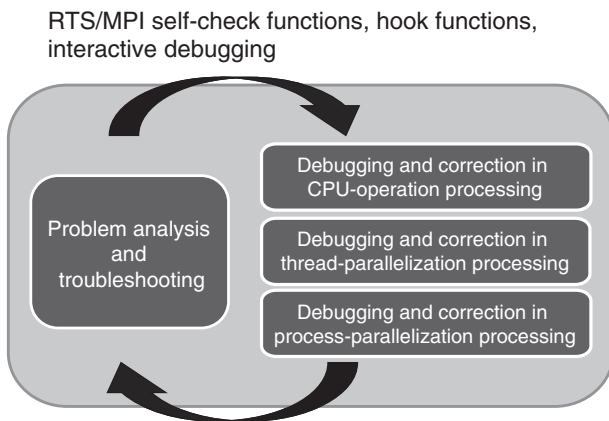 RTS/MPI self-check functions, hook functions,
interactive debugging
Problem analysis
and
troubleshooting
Debugging and correction in
CPU-operation processing
Debugging and correction in
thread-parallelization processing
Debugging and correction in
process-parallelization processing